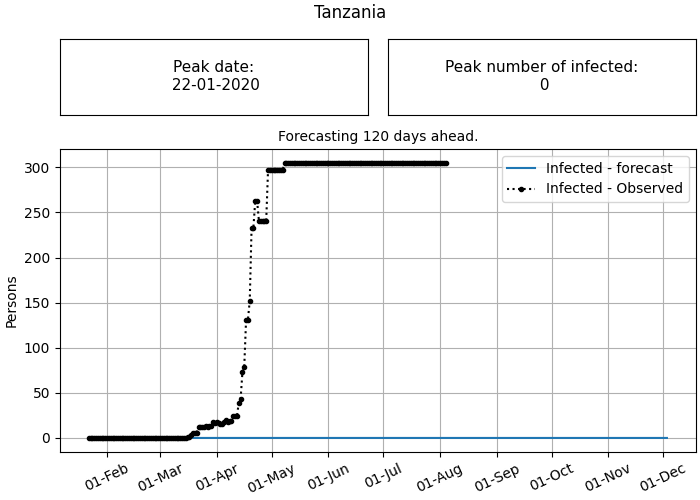 Tanzania
Peak date:
22-01-2020
Peak number of infected:
0
Forecasting 120 days ahead.
Infected - forecast
Infected - Observed
Persons
300
250
200
150
100
50
0
01-Feb
01-Mar
01-Apr
01-May
01-Jun
01-Jul
01-Aug
01-Sep
01-Oct
01-Nov
01-Dec